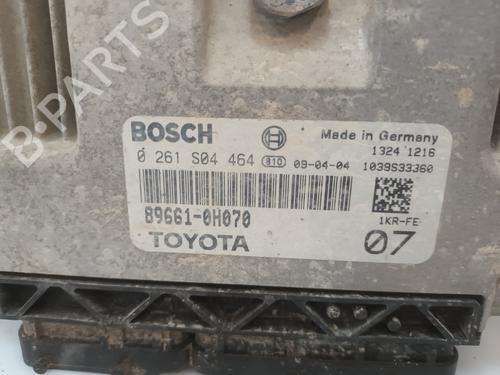 B-PARTS
BOSCH
Made in Germany
1324 1216
0 261 S04 464 B10 09-04-04 1039S33360
89661-0H070
1KR-FE
TOYOTA
07